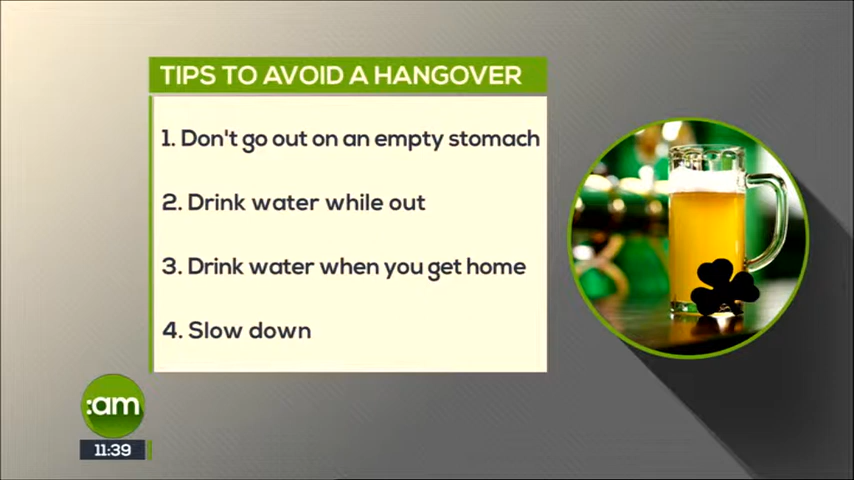 TIPS TO AVOID A HANGOVER
1. Don't go out on an empty stomach
2. Drink water while out
3. Drink water when you get home
4. Slow down
:am
11:39